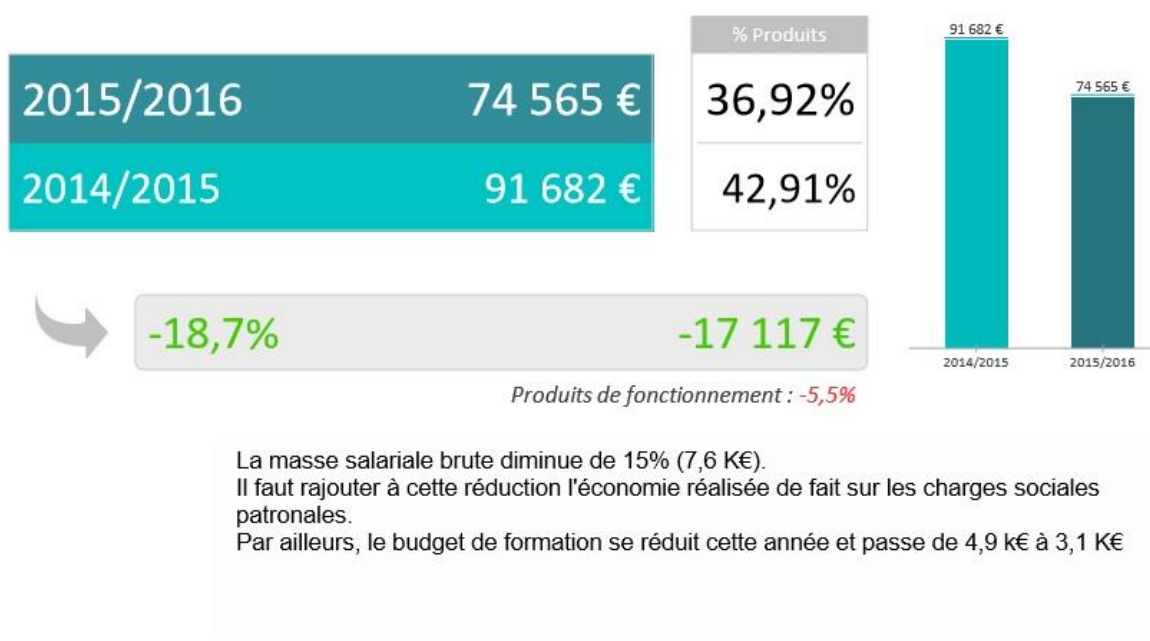 % Produits
2015/2016 74 565 € 36,92%
2014/2015 91 682 € 42,91%
-18,7% -17 117 €
Produits de fonctionnement : -5,5%
91 682 €
74 565 €
2014/2015 2015/2016
La masse salariale brute diminue de 15% (7,6 K€).
Il faut rajouter à cette réduction l'économie réalisée de fait sur les charges sociales
patronales.
Par ailleurs, le budget de formation se réduit cette année et passe de 4,9 k€ à 3,1 K€